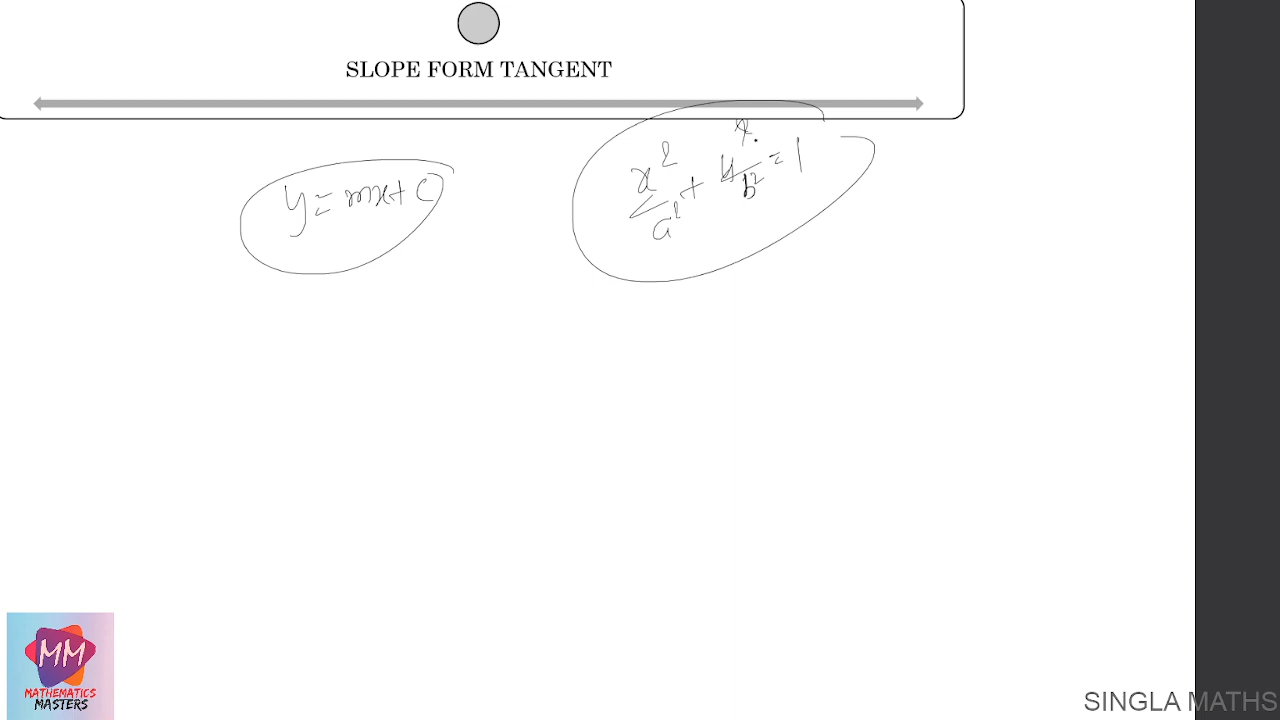 SLOPE FORM TANGENT
y = mx + c
x²/a² + y²/b² = 1
MM
MATHEMATICS
MASTERS
SINGLA MATHS